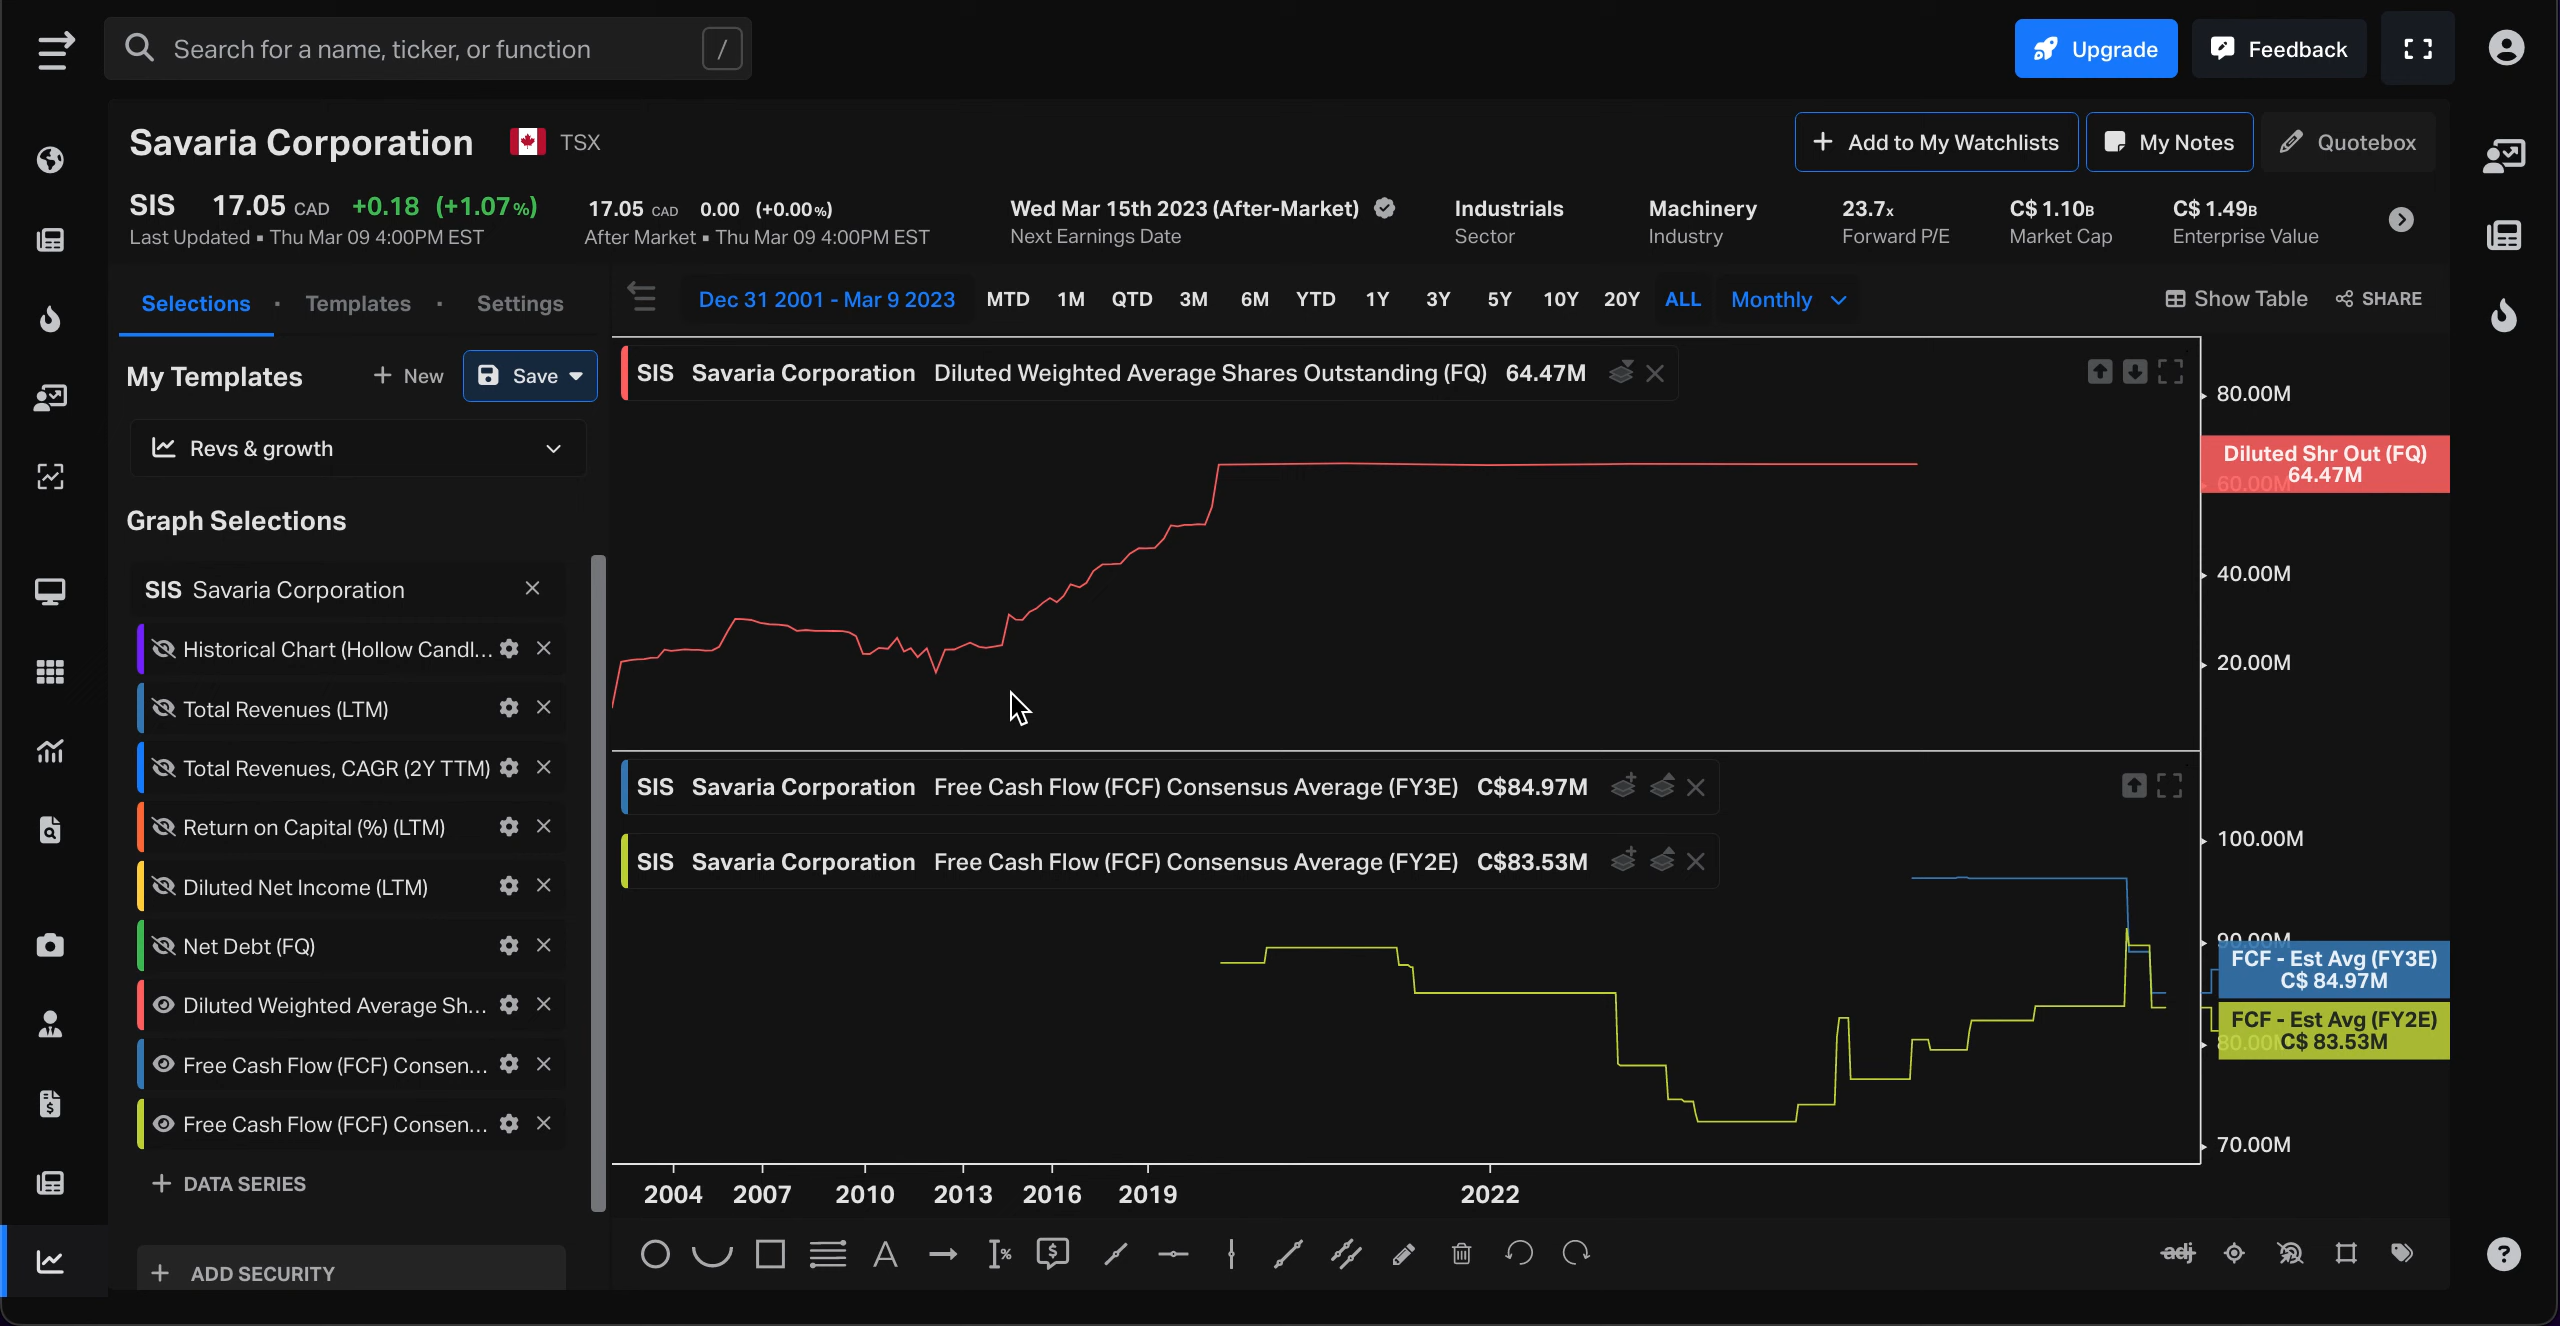 Search for a name, ticker, or function /
Upgrade
Feedback
Savaria Corporation TSX
+ Add to My Watchlists
My Notes
Quotebox
SIS 17.05 CAD +0.18 (+1.07%)
Last Updated ▪ Thu Mar 09 4:00PM EST
17.05 CAD 0.00 (+0.00%)
After Market ▪ Thu Mar 09 4:00PM EST
Wed Mar 15th 2023 (After-Market)
Next Earnings Date
Industrials
Sector
Machinery
Industry
23.7x
Forward P/E
C$ 1.10B
Market Cap
C$ 1.49B
Enterprise Value
Selections · Templates · Settings
Dec 31 2001 - Mar 9 2023 MTD 1M QTD 3M 6M YTD 1Y 3Y 5Y 10Y 20Y ALL Monthly
Show Table SHARE
My Templates + New Save
Revs & growth
Graph Selections
SIS Savaria Corporation
Historical Chart (Hollow Candl...
Total Revenues (LTM)
Total Revenues, CAGR (2Y TTM)
Return on Capital (%) (LTM)
Diluted Net Income (LTM)
Net Debt (FQ)
Diluted Weighted Average Sh...
Free Cash Flow (FCF) Consen...
Free Cash Flow (FCF) Consen...
+ DATA SERIES
+ ADD SECURITY
SIS Savaria Corporation Diluted Weighted Average Shares Outstanding (FQ) 64.47M
80.00M
Diluted Shr Out (FQ)
64.47M
60.00M
40.00M
20.00M
SIS Savaria Corporation Free Cash Flow (FCF) Consensus Average (FY3E) C$84.97M
SIS Savaria Corporation Free Cash Flow (FCF) Consensus Average (FY2E) C$83.53M
100.00M
90.00M
FCF - Est Avg (FY3E)
C$ 84.97M
FCF - Est Avg (FY2E)
C$ 83.53M
80.00M
70.00M
2004 2007 2010 2013 2016 2019 2022
A
%
$
adj
?